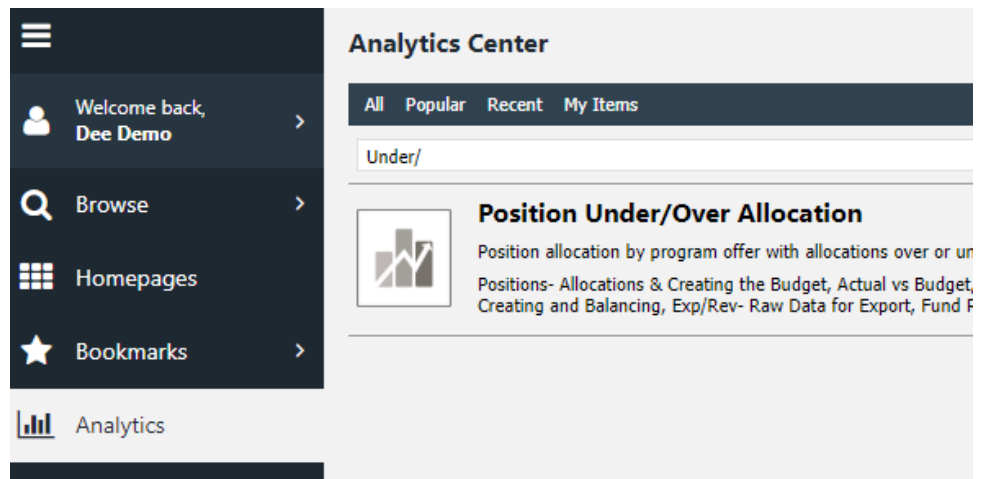 Analytics Center
Welcome back,
Dee Demo
Browse
Homepages
Bookmarks
Analytics
All Popular Recent My Items
Under/
Position Under/Over Allocation
Position allocation by program offer with allocations over or
Positions- Allocations & Creating the Budget, Actual vs Budget,
Creating and Balancing, Exp/Rev- Raw Data for Export, Fund